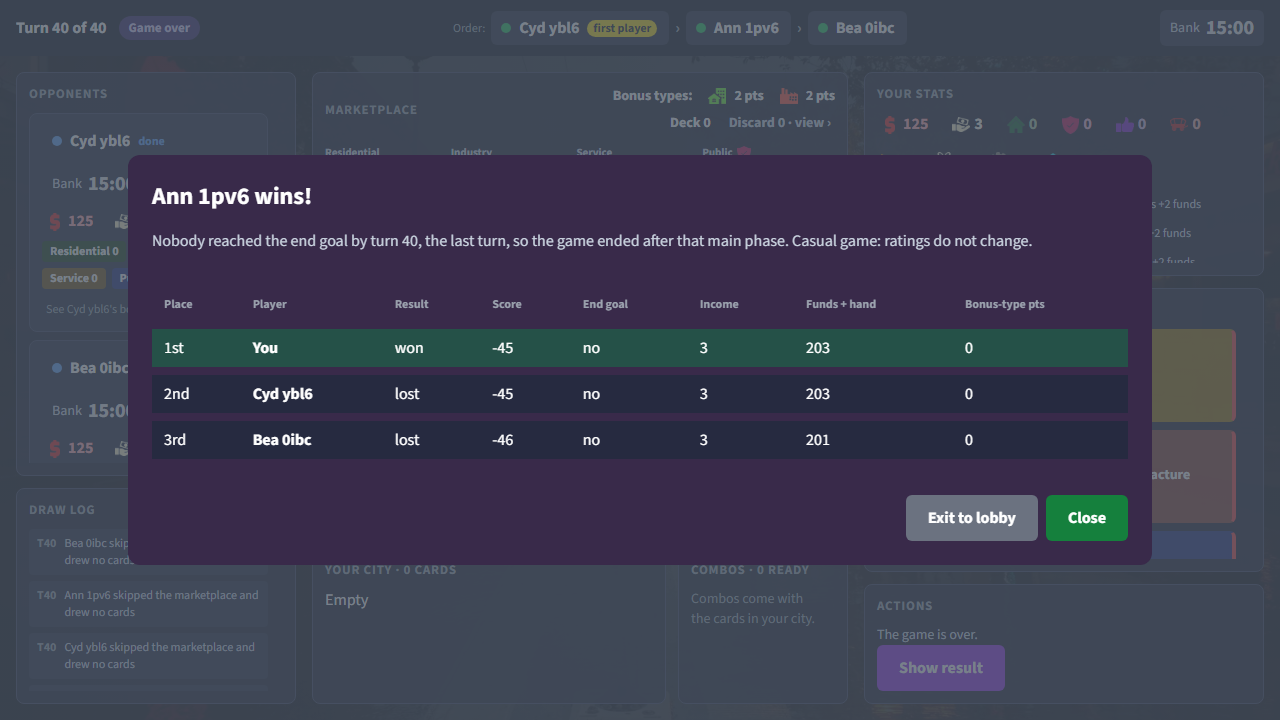 Turn 40 of 40 Game over Order: Cyd ybl6 first player › Ann 1pv6 › Bea 0ibc Bank 15:00
OPPONENTS
Cyd ybl6 done
Bank 15:00
125
Residential 0
Service 0
See Cyd ybl6's
Bea 0ibc
Bank 15:00
125
DRAW LOG
T40 Bea 0ibc
drew no cards
T40 Ann 1pv6 skipped the marketplace and
drew no cards
T40 Cyd ybl6 skipped the marketplace and
drew no cards
MARKETPLACE
Bonus types: 2 pts 2 pts
Deck 0 Discard 0 · view ›
Residential Industry Service Public
YOUR STATS
125 3 0 0 0 0
+2 funds
funds
Ann 1pv6 wins!
Nobody reached the end goal by turn 40, the last turn, so the game ended after that main phase. Casual game: ratings do not change.
Place Player Result Score End goal Income Funds + hand Bonus-type pts
1st You won -45 no 3 203 0
2nd Cyd ybl6 lost -45 no 3 203 0
3rd Bea 0ibc lost -46 no 3 201 0
Exit to lobby Close
YOUR CITY · 0 CARDS
Empty
COMBOS · 0 READY
Combos come with
the cards in your city.
ACTIONS
The game is over.
Show result